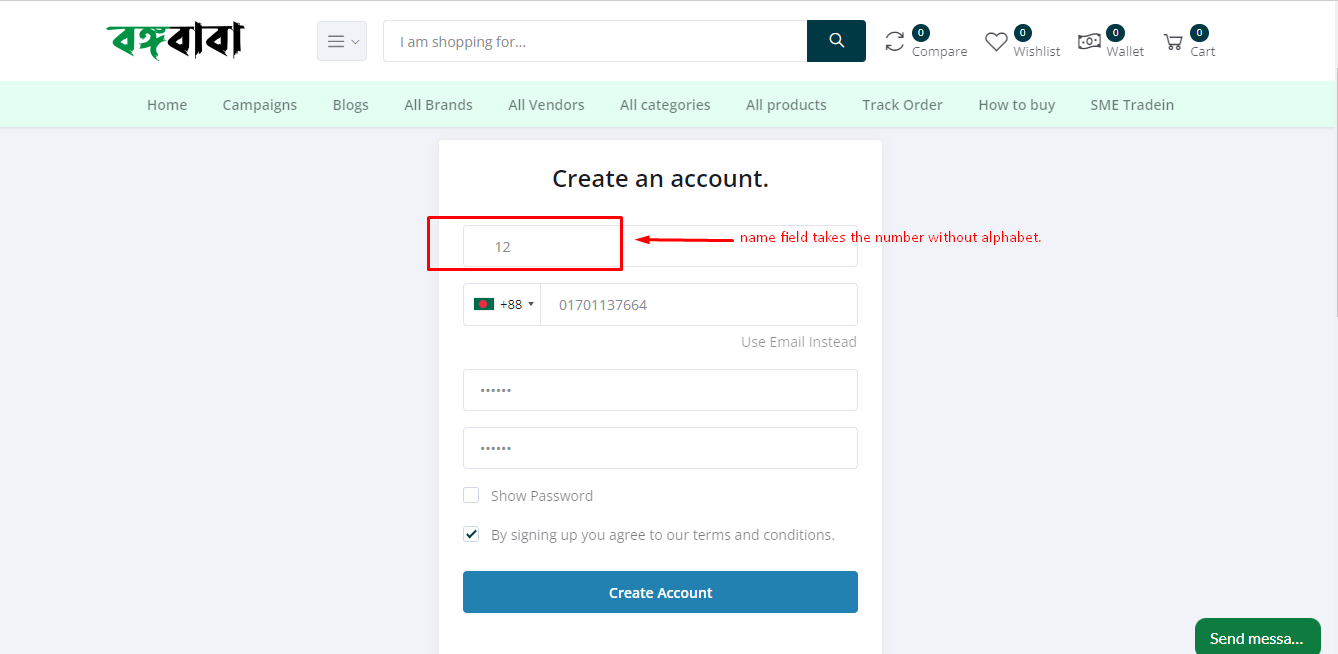 বঙ্গবাবা
I am shopping for...
0 Compare
0 Wishlist
0 Wallet
0 Cart
Home Campaigns Blogs All Brands All Vendors All categories All products Track Order How to buy SME Tradein
Create an account.
12
name field takes the number without alphabet.
+88 01701137664
Use Email Instead
••••••
••••••
Show Password
By signing up you agree to our terms and conditions.
Create Account
Send messa...